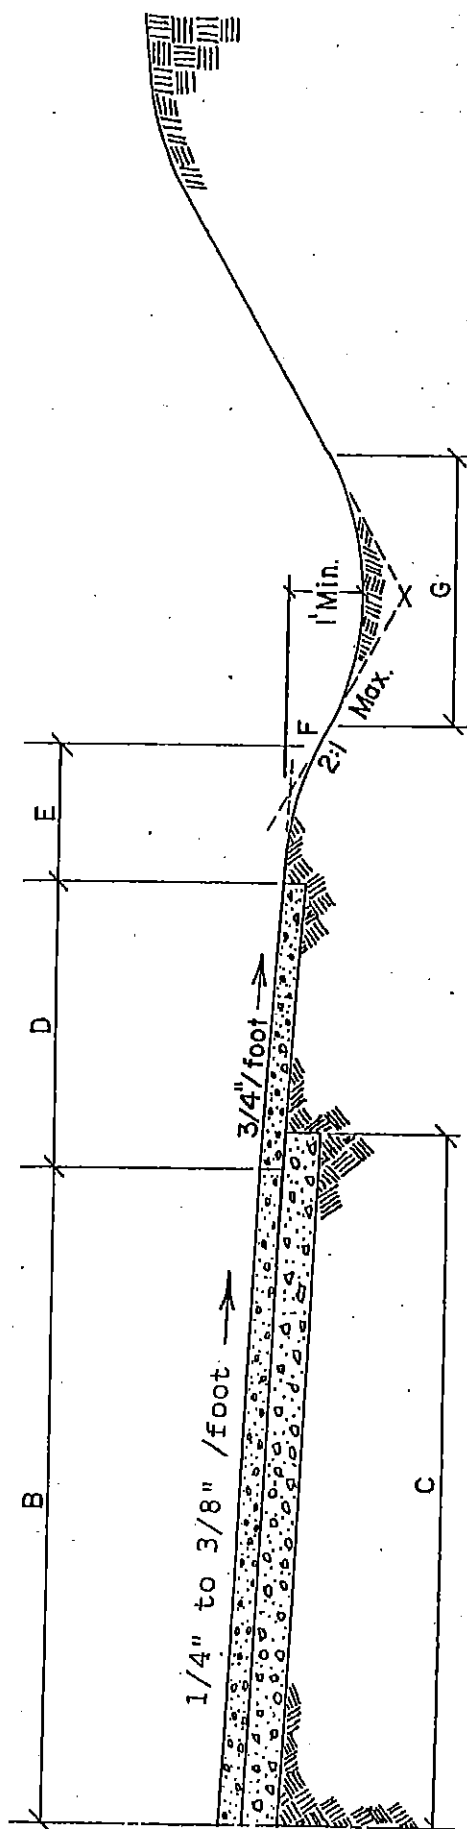 B
D
E
1/4" to 3/8" /foot
3/4"/foot
F
2:1 Max.
1' Min.
X
C
G